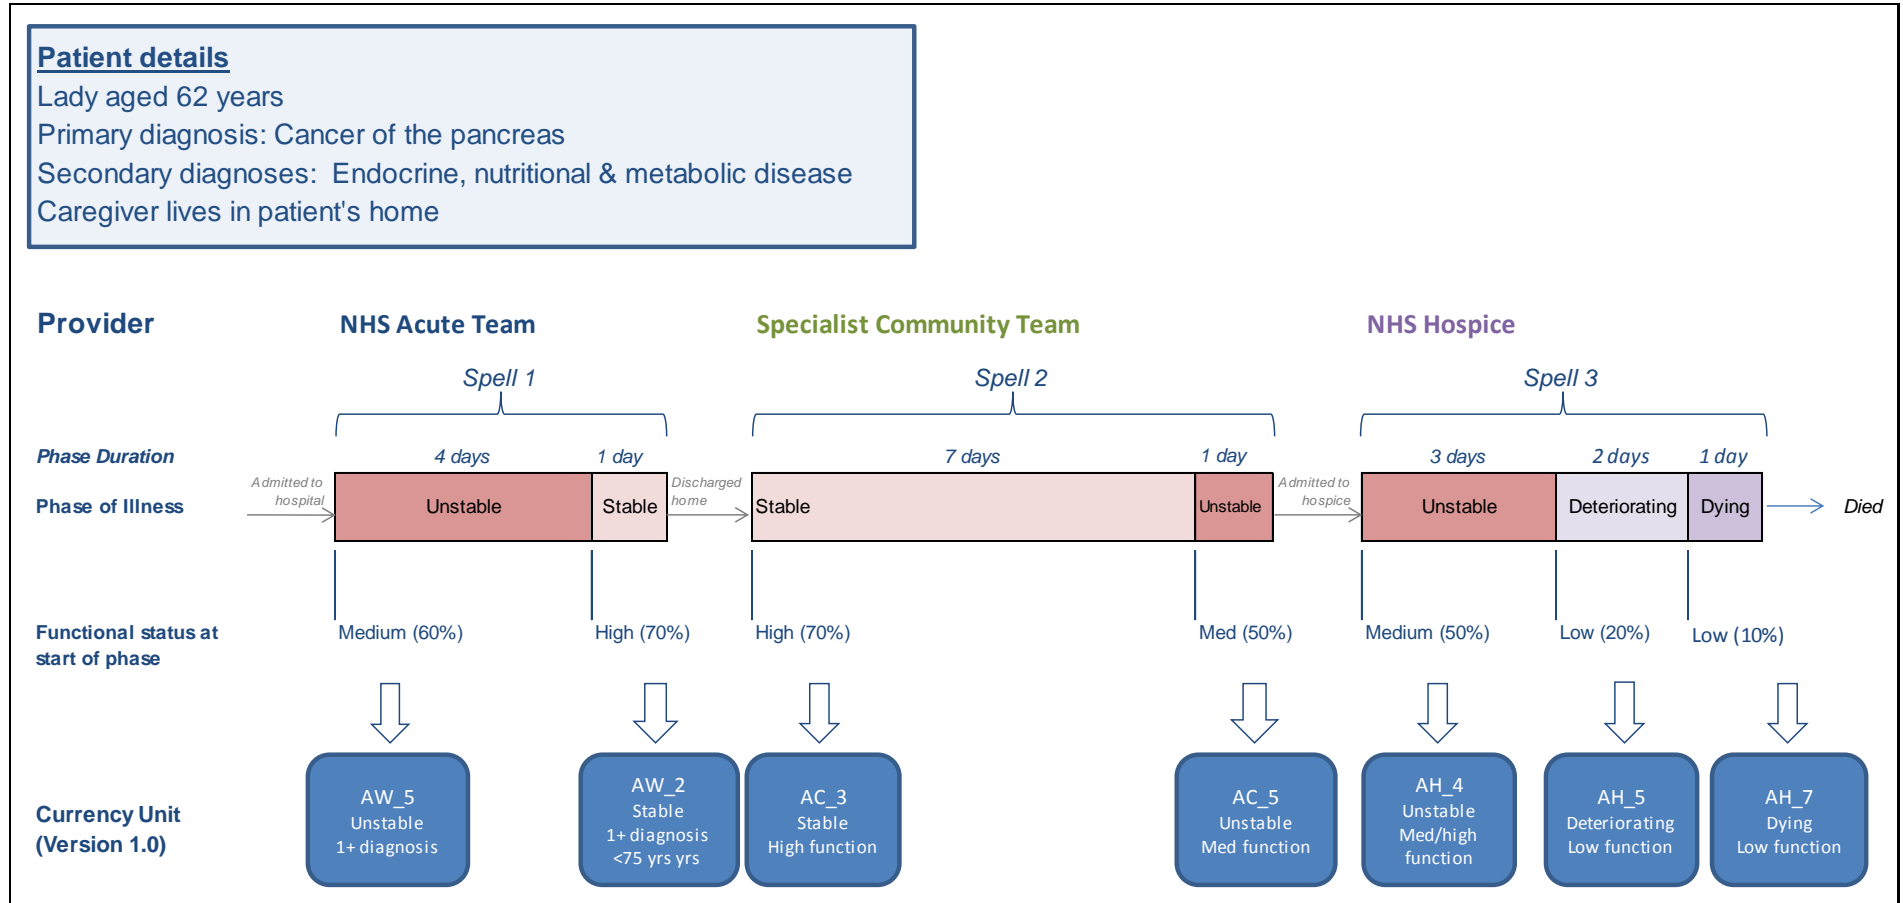 Patient details
Lady aged 62 years
Primary diagnosis: Cancer of the pancreas
Secondary diagnoses: Endocrine, nutritional & metabolic disease
Caregiver lives in patient's home
Provider
NHS Acute Team
Specialist Community Team
NHS Hospice
Spell 1
Spell 2
Spell 3
Phase Duration
4 days
1 day
7 days
1 day
3 days
2 days
1 day
Phase of Illness
Admitted to
hospital
Unstable
Stable
Discharged
home
Stable
Unstable
Admitted to
hospice
Unstable
Deteriorating
Dying
Died
Functional status at
start of phase
Medium (60%)
High (70%)
High (70%)
Med (50%)
Medium (50%)
Low (20%)
Low (10%)
Currency Unit
(Version 1.0)
AW_5
Unstable
1+ diagnosis
AW_2
Stable
1+ diagnosis
<75 yrs yrs
AC_3
Stable
High function
AC_5
Unstable
Med function
AH_4
Unstable
Med/high
function
AH_5
Deteriorating
Low function
AH_7
Dying
Low function